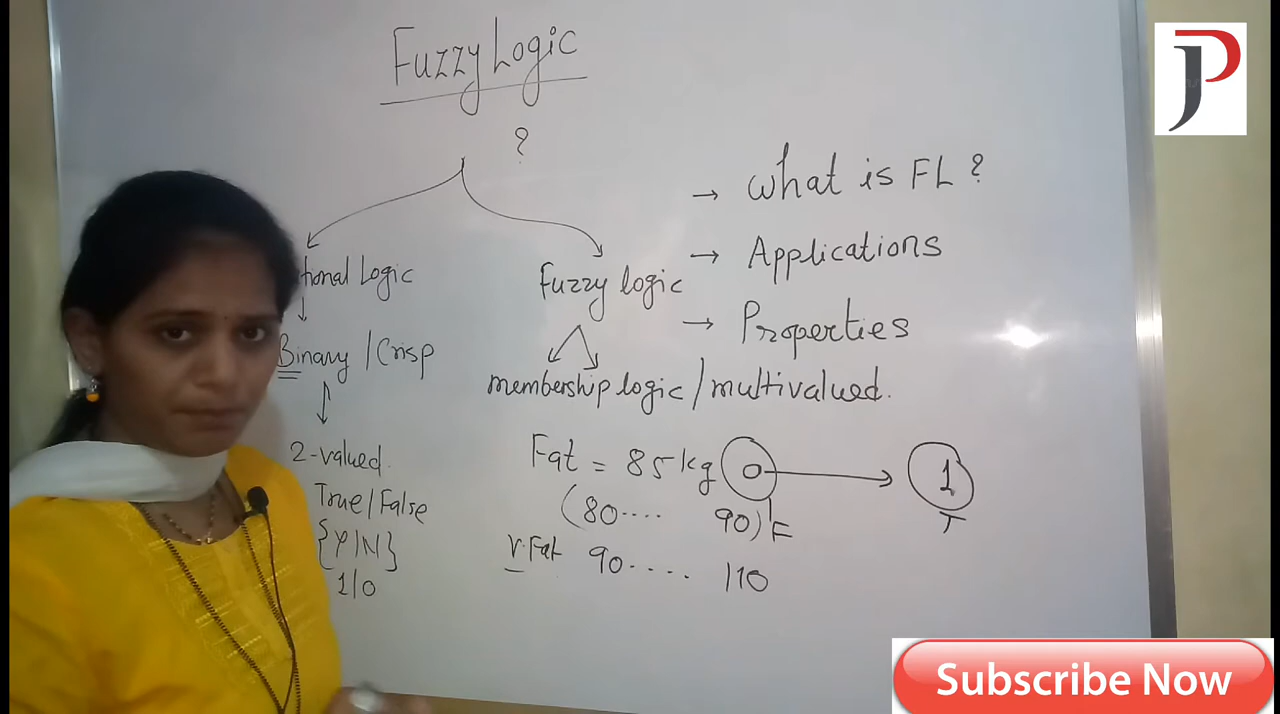 Fuzzy Logic
?
tional Logic
Binary / Crisp
2-valued.
True/False
{Y/N}
1/0
Fuzzy logic
membership logic / multivalued.
Fat = 85 kg 0 → 1
(80.... 90) F T
V.Fat 90.... 110
→ What is FL?
→ Applications
→ Properties
JP
Subscribe Now